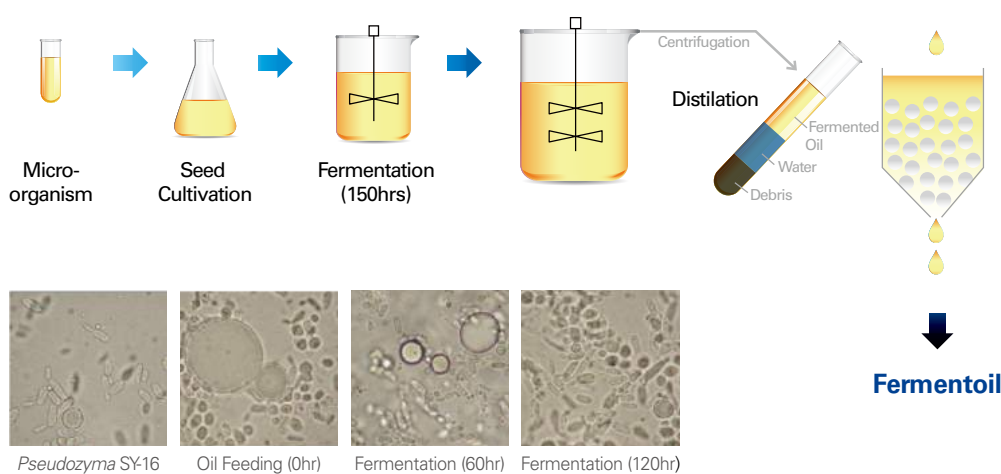 Centrifugation
Distilation
Fermented
Oil
Water
Debris
Micro-
organism
Seed
Cultivation
Fermentation
(150hrs)
Fermentoil
Pseudozyma SY-16
Oil Feeding (0hr)
Fermentation (60hr)
Fermentation (120hr)